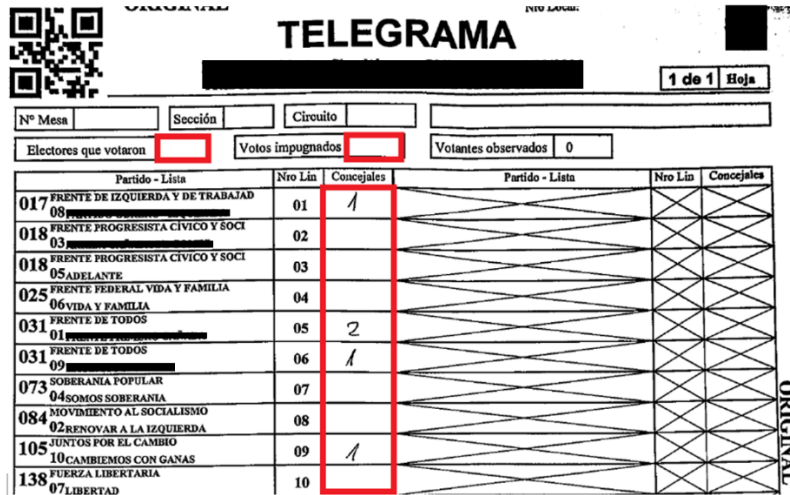 ORIGINAL
Nro Local:
TELEGRAMA
1 de 1 Hoja
Nº Mesa Sección Circuito
Electores que votaron Votos impugnados Votantes observados 0
Partido - Lista Nro Lin Concejales Partido - Lista Nro Lin Concejales
017 FRENTE DE IZQUIERDA Y DE TRABAJAD
08 01 1
018 FRENTE PROGRESISTA CÍVICO Y SOCI
03 02
018 FRENTE PROGRESISTA CÍVICO Y SOCI
05 ADELANTE 03
025 FRENTE FEDERAL VIDA Y FAMILIA
06 VIDA Y FAMILIA 04
031 FRENTE DE TODOS
01 05 2
031 FRENTE DE TODOS
09 06 1
073 SOBERANIA POPULAR
04 SOMOS SOBERANIA 07
084 MOVIMIENTO AL SOCIALISMO
02 RENOVAR A LA IZQUIERDA 08
105 JUNTOS POR EL CAMBIO
10 CAMBIEMOS CON GANAS 09 1
138 FUERZA LIBERTARIA
07 LIBERTAD 10
ORIGINAL